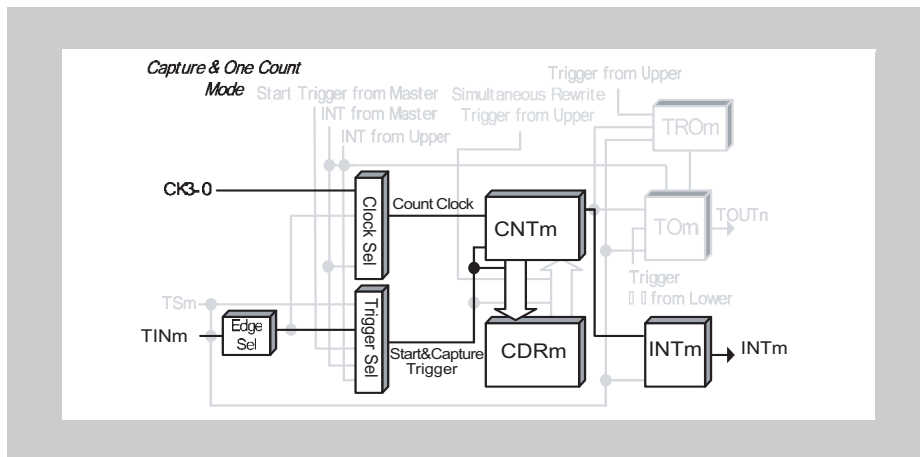 Capture & One Count
Mode
Start Trigger from Master
INT from Master
INT from Upper
Simultaneous Rewrite
Trigger from Upper
Trigger from Upper
TROm
CK3-0
Clock Sel
Count Clock
CNTm
TOm
TOUTn
Trigger
from Lower
TSm
TINm
Edge
Sel
Trigger Sel
Start&Capture
Trigger
CDRm
INTm
INTm